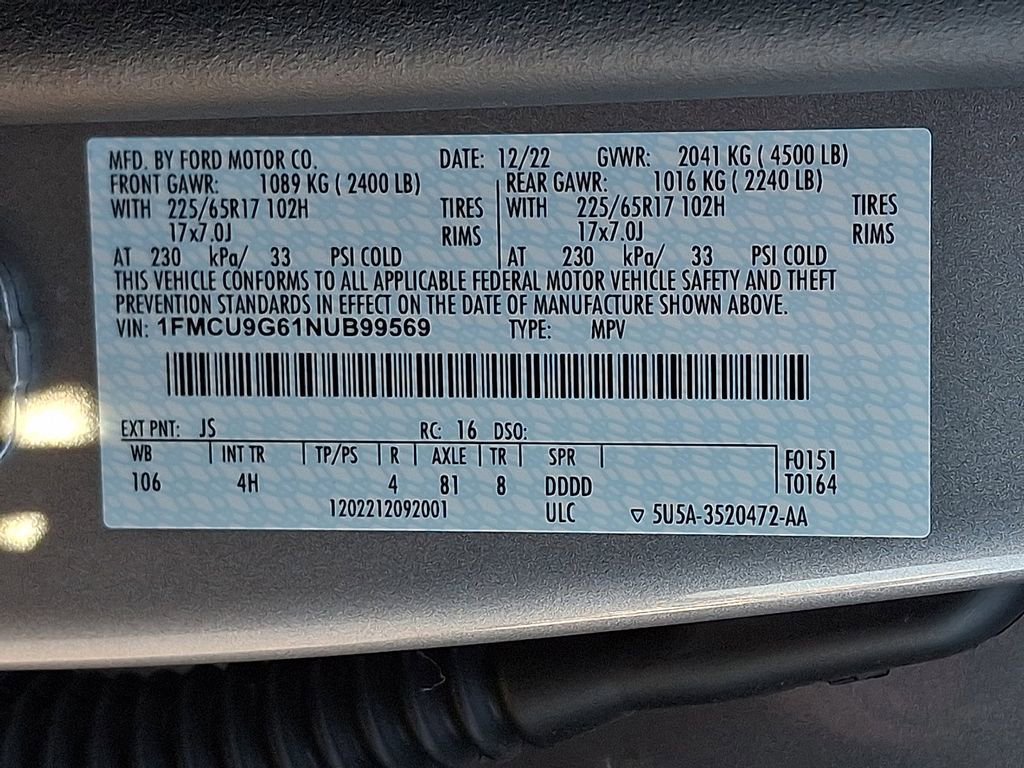 MFD. BY FORD MOTOR CO. DATE: 12/22 GVWR: 2041 KG ( 4500 LB)
FRONT GAWR: 1089 KG ( 2400 LB) REAR GAWR: 1016 KG ( 2240 LB)
WITH 225/65R17 102H TIRES WITH 225/65R17 102H TIRES
17x7.0J RIMS 17x7.0J RIMS
AT 230 kPa/ 33 PSI COLD AT 230 kPa/ 33 PSI COLD
THIS VEHICLE CONFORMS TO ALL APPLICABLE FEDERAL MOTOR VEHICLE SAFETY AND THEFT
PREVENTION STANDARDS IN EFFECT ON THE DATE OF MANUFACTURE SHOWN ABOVE.
VIN: 1FMCU9G61NUB99569 TYPE: MPV
EXT PNT: JS RC: 16 DSO:
WB INT TR TP/PS R AXLE TR SPR F0151
106 4H 4 81 8 DDDD T0164
1202212092001 ULC ▽ 5U5A-3520472-AA